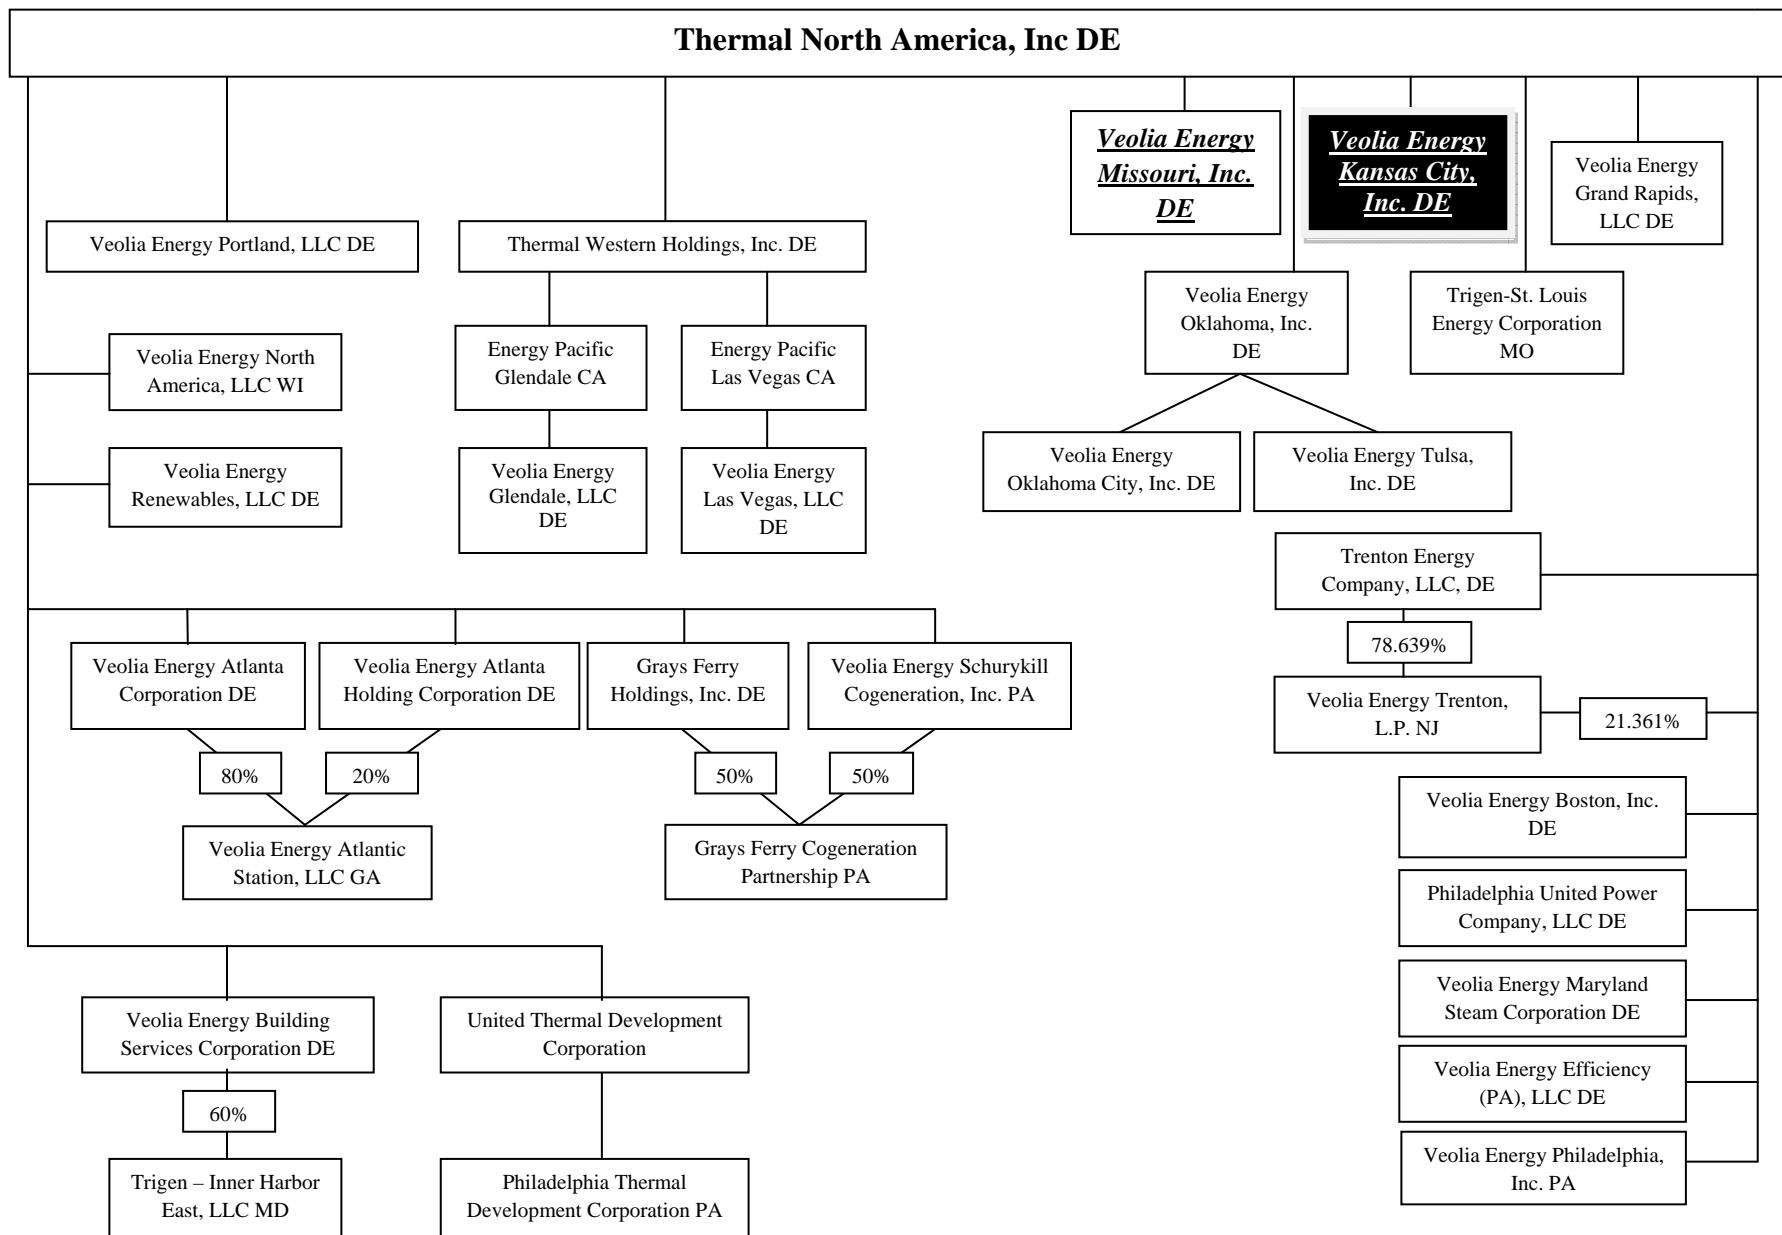 Thermal North America, Inc DE
Veolia Energy
Missouri, Inc.
DE
Veolia Energy
Kansas City,
Inc. DE
Veolia Energy
Grand Rapids,
LLC DE
Veolia Energy Portland, LLC DE
Thermal Western Holdings, Inc. DE
Veolia Energy
Oklahoma, Inc.
DE
Trigen-St. Louis
Energy Corporation
MO
Veolia Energy North
America, LLC WI
Energy Pacific
Glendale CA
Energy Pacific
Las Vegas CA
Veolia Energy
Renewables, LLC DE
Veolia Energy
Glendale, LLC
DE
Veolia Energy
Las Vegas, LLC
DE
Veolia Energy
Oklahoma City, Inc. DE
Veolia Energy Tulsa,
Inc. DE
Trenton Energy
Company, LLC, DE
78.639%
Veolia Energy Trenton,
L.P. NJ
21.361%
Veolia Energy Atlanta
Corporation DE
Veolia Energy Atlanta
Holding Corporation DE
Grays Ferry
Holdings, Inc. DE
Veolia Energy Schurykill
Cogeneration, Inc. PA
80%
20%
50%
50%
Veolia Energy Atlantic
Station, LLC GA
Grays Ferry Cogeneration
Partnership PA
Veolia Energy Boston, Inc.
DE
Philadelphia United Power
Company, LLC DE
Veolia Energy Maryland
Steam Corporation DE
Veolia Energy Efficiency
(PA), LLC DE
Veolia Energy Philadelphia,
Inc. PA
Veolia Energy Building
Services Corporation DE
United Thermal Development
Corporation
60%
Trigen – Inner Harbor
East, LLC MD
Philadelphia Thermal
Development Corporation PA